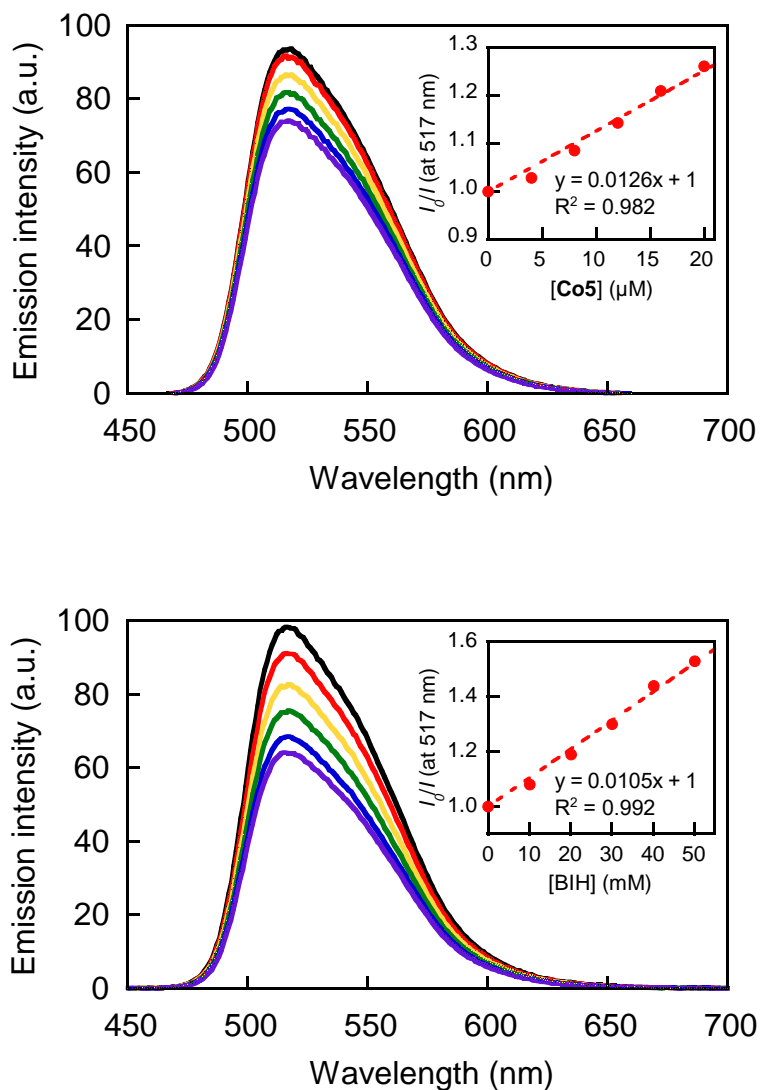 100
80
60
40
20
0
Emission intensity (a.u.)
450 500 550 600 650 700
Wavelength (nm)
1.3
1.2
1.1
1.0
0.9
I₀/I (at 517 nm)
y = 0.0126x + 1
R² = 0.982
0 5 10 15 20
[Co5] (μM)
100
80
60
40
20
0
Emission intensity (a.u.)
450 500 550 600 650 700
Wavelength (nm)
1.6
1.4
1.2
1.0
I₀/I (at 517 nm)
y = 0.0105x + 1
R² = 0.992
0 10 20 30 40 50
[BIH] (mM)